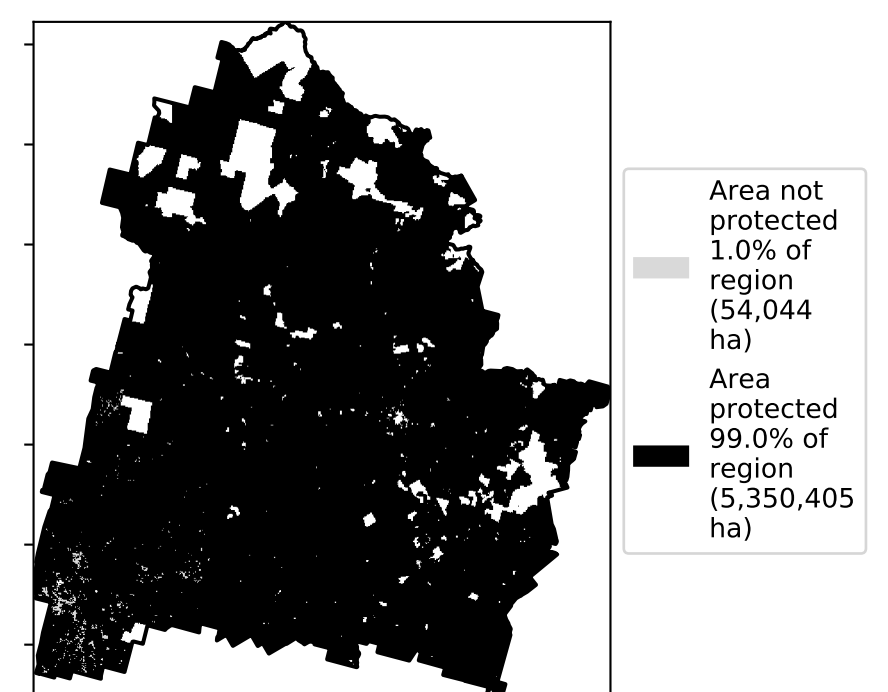 Area not
protected
1.0% of
region
(54,044
ha)
Area
protected
99.0% of
region
(5,350,405
ha)